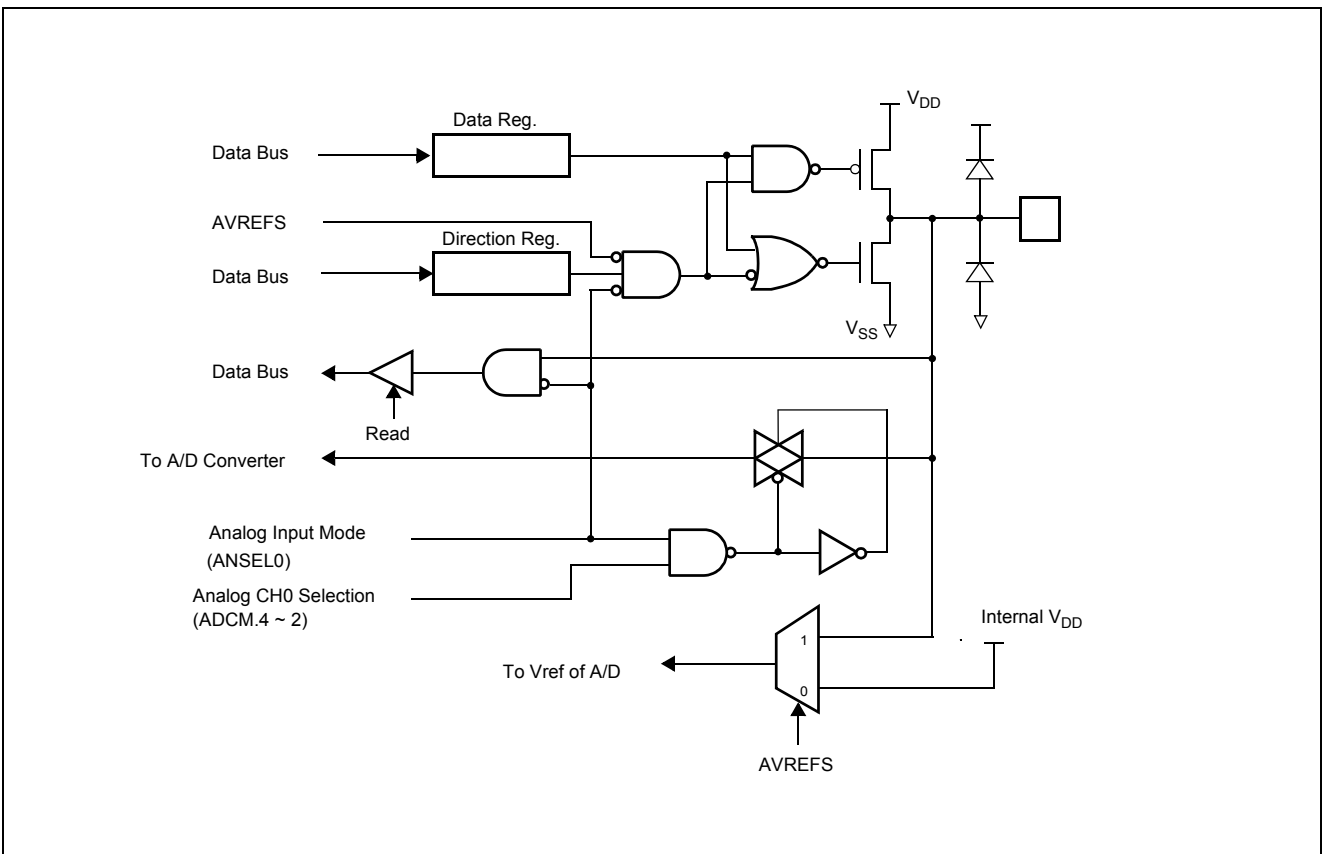 VDD
Data Reg.
Data Bus
AVREFS
Direction Reg.
Data Bus
VSS
Data Bus
Read
To A/D Converter
Analog Input Mode
(ANSEL0)
Analog CH0 Selection
(ADCM.4 ~ 2)
Internal VDD
1
To Vref of A/D
0
AVREFS